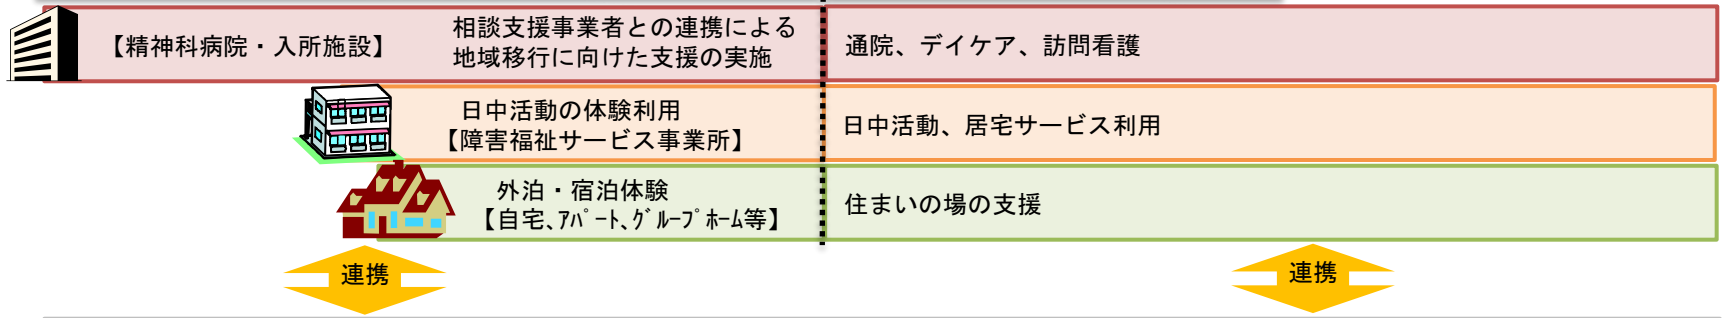 【精神科病院・入所施設】
相談支援事業者との連携による
地域移行に向けた支援の実施
通院、デイケア、訪問看護
日中活動の体験利用
【障害福祉サービス事業所】
日中活動、居宅サービス利用
外泊・宿泊体験
【自宅、ｱﾊﾟｰﾄ、ｸﾞﾙｰﾌﾟﾎｰﾑ等】
住まいの場の支援
連携
連携